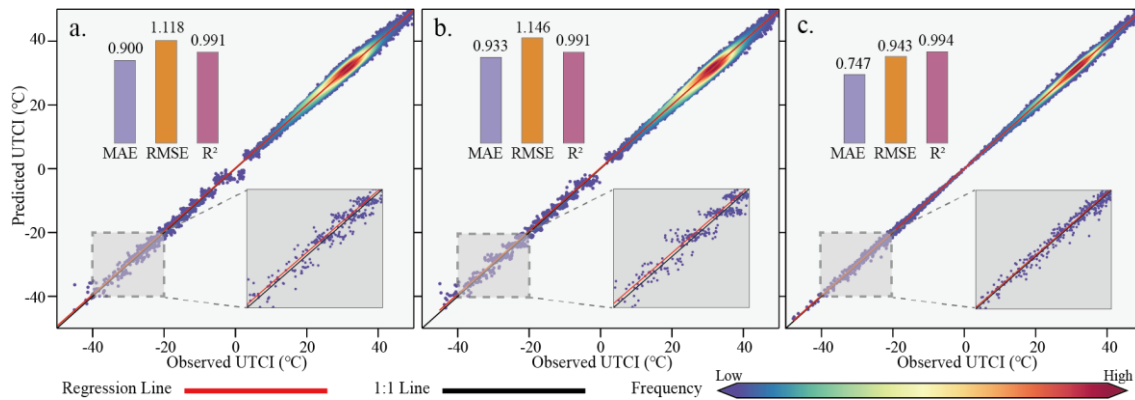 Predicted UTCI (℃)
40
20
0
-20
-40
a.
0.900
1.118
0.991
MAE
RMSE
R²
-40
-20
0
20
40
Observed UTCI (℃)
b.
0.933
1.146
0.991
MAE
RMSE
R²
-40
-20
0
20
40
Observed UTCI (℃)
c.
0.747
0.943
0.994
MAE
RMSE
R²
-40
-20
0
20
40
Observed UTCI (℃)
Regression Line
1:1 Line
Frequency
Low
High